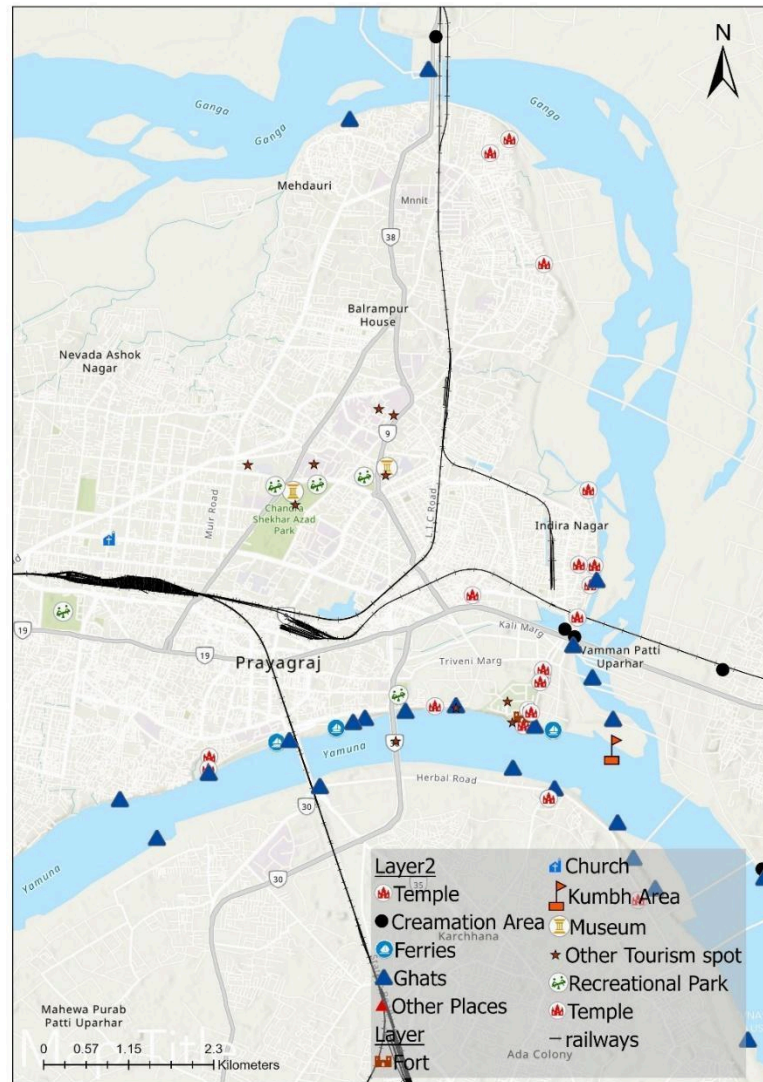 N
Ganga
Ganga
Ganga
Mehdauri
Mnnit
38
Balrampur
House
Nevada Ashok
Nagar
9
Muir Road
Chandra
Shekhar Azad
Park
L I C Road
Indira Nagar
19
19
Kali Marg
Prayagraj
Triveni Marg
Vamman Patti
Uparhar
Yamuna
Herbal Road
30
30
Yamuna
35
Karchhana
Mahewa Purab
Patti Uparhar
Ada Colony
Map Title
0 0.57 1.15 2.3
Kilometers
Layer2
Temple
Creamation Area
Ferries
Ghats
Other Places
Layer
Fort
Church
Kumbh Area
Museum
Other Tourism spot
Recreational Park
Temple
railways